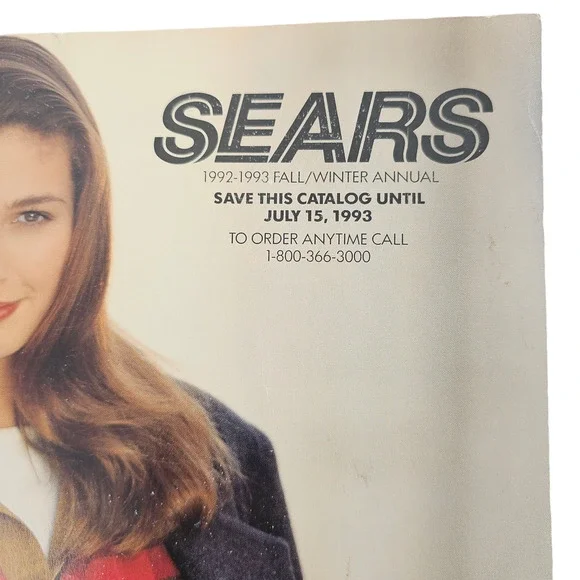 SEARS
1992-1993 FALL/WINTER ANNUAL
SAVE THIS CATALOG UNTIL
JULY 15, 1993
TO ORDER ANYTIME CALL
1-800-366-3000